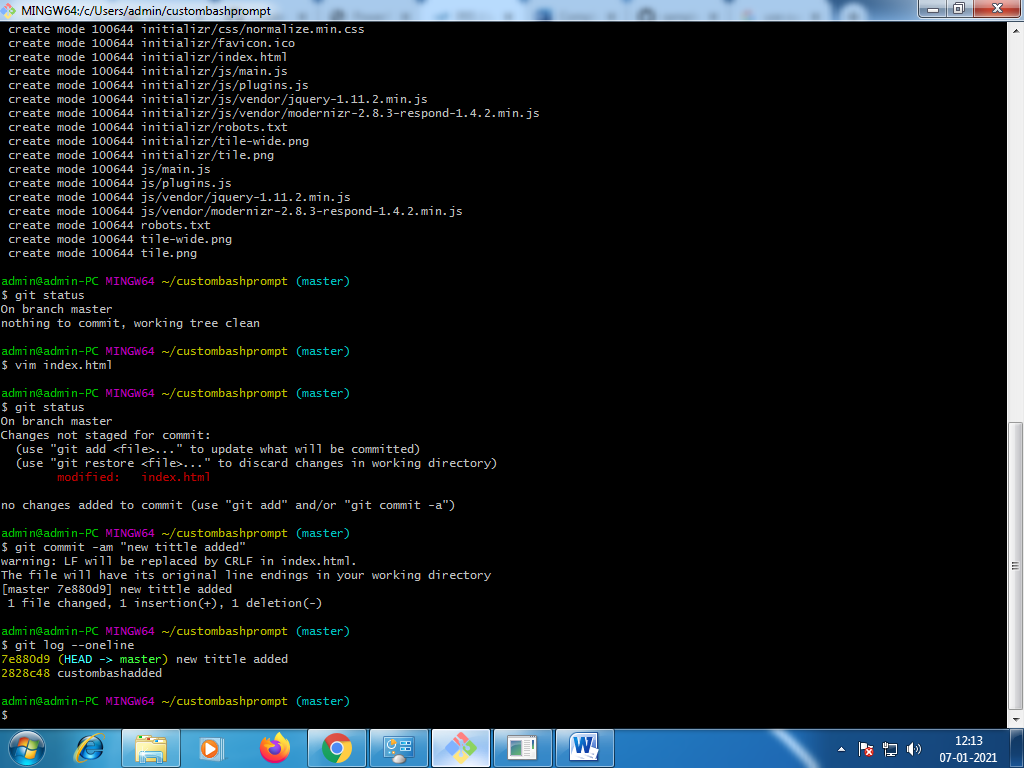 MINGW64:/c/Users/admin/custombashprompt
create mode 100644 initializr/css/normalize.min.css
create mode 100644 initializr/favicon.ico
create mode 100644 initializr/index.html
create mode 100644 initializr/js/main.js
create mode 100644 initializr/js/plugins.js
create mode 100644 initializr/js/vendor/jquery-1.11.2.min.js
create mode 100644 initializr/js/vendor/modernizr-2.8.3-respond-1.4.2.min.js
create mode 100644 initializr/robots.txt
create mode 100644 initializr/tile-wide.png
create mode 100644 initializr/tile.png
create mode 100644 js/main.js
create mode 100644 js/plugins.js
create mode 100644 js/vendor/jquery-1.11.2.min.js
create mode 100644 js/vendor/modernizr-2.8.3-respond-1.4.2.min.js
create mode 100644 robots.txt
create mode 100644 tile-wide.png
create mode 100644 tile.png
admin@admin-PC MINGW64 ~/custombashprompt (master)
$ git status
On branch master
nothing to commit, working tree clean
admin@admin-PC MINGW64 ~/custombashprompt (master)
$ vim index.html
admin@admin-PC MINGW64 ~/custombashprompt (master)
$ git status
On branch master
Changes not staged for commit:
(use "git add <file>..." to update what will be committed)
(use "git restore <file>..." to discard changes in working directory)
modified: index.html
no changes added to commit (use "git add" and/or "git commit -a")
admin@admin-PC MINGW64 ~/custombashprompt (master)
$ git commit -am "new tittle added"
warning: LF will be replaced by CRLF in index.html.
The file will have its original line endings in your working directory
[master 7e880d9] new tittle added
1 file changed, 1 insertion(+), 1 deletion(-)
admin@admin-PC MINGW64 ~/custombashprompt (master)
$ git log --oneline
7e880d9 (HEAD -> master) new tittle added
2828c48 custombashadded
admin@admin-PC MINGW64 ~/custombashprompt (master)
$
12:13
07-01-2021